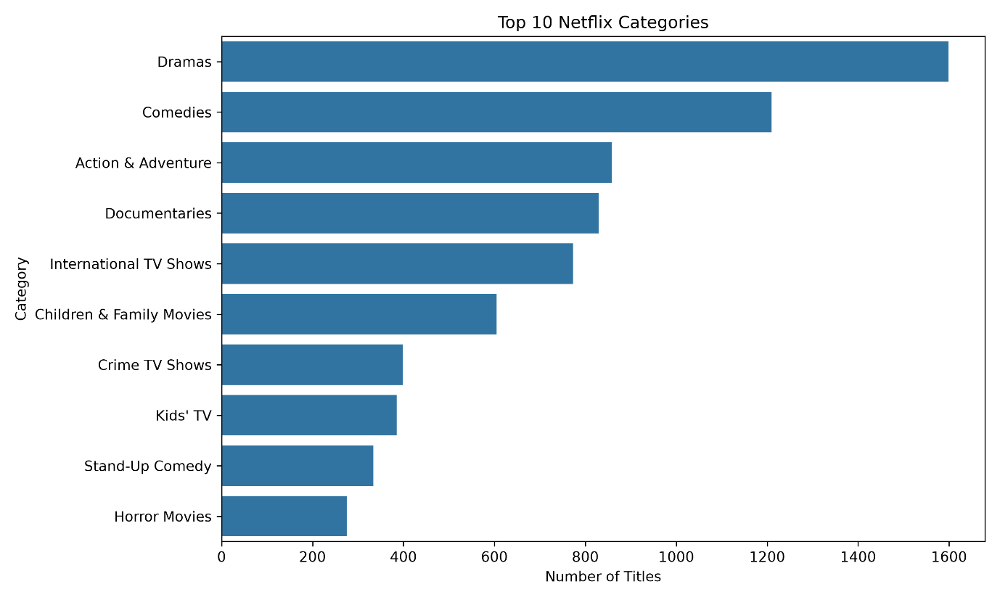 Top 10 Netflix Categories
Category
Dramas
Comedies
Action & Adventure
Documentaries
International TV Shows
Children & Family Movies
Crime TV Shows
Kids' TV
Stand-Up Comedy
Horror Movies
0 200 400 600 800 1000 1200 1400 1600
Number of Titles